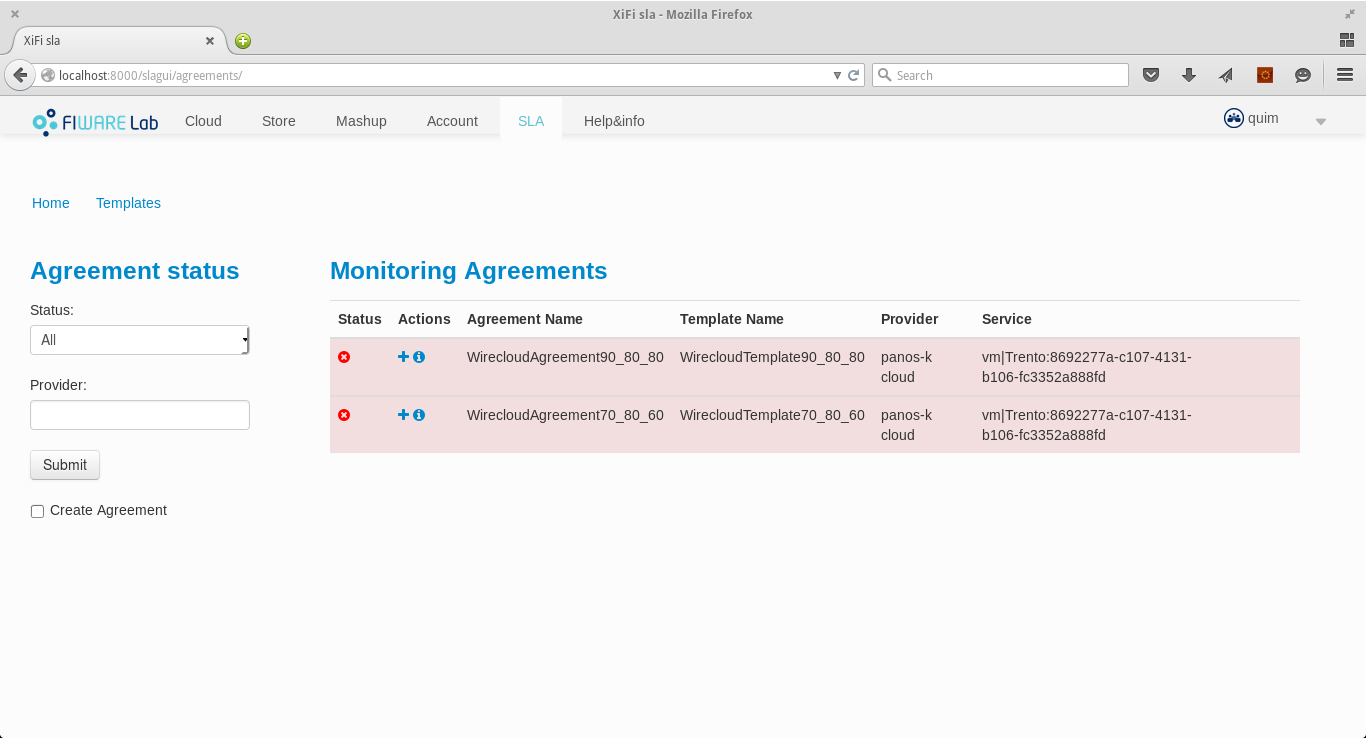 XiFi sla - Mozilla Firefox
XiFi sla
localhost:8000/slagui/agreements/
Search
FIWARE Lab Cloud Store Mashup Account SLA Help&info quim
Home Templates
Agreement status
Status:
All
Provider:
Submit
Create Agreement
Monitoring Agreements
Status Actions Agreement Name Template Name Provider Service
WirecloudAgreement90_80_80 WirecloudTemplate90_80_80 panos-k vm|Trento:8692277a-c107-4131-
cloud b106-fc3352a888fd
WirecloudAgreement70_80_60 WirecloudTemplate70_80_60 panos-k vm|Trento:8692277a-c107-4131-
cloud b106-fc3352a888fd